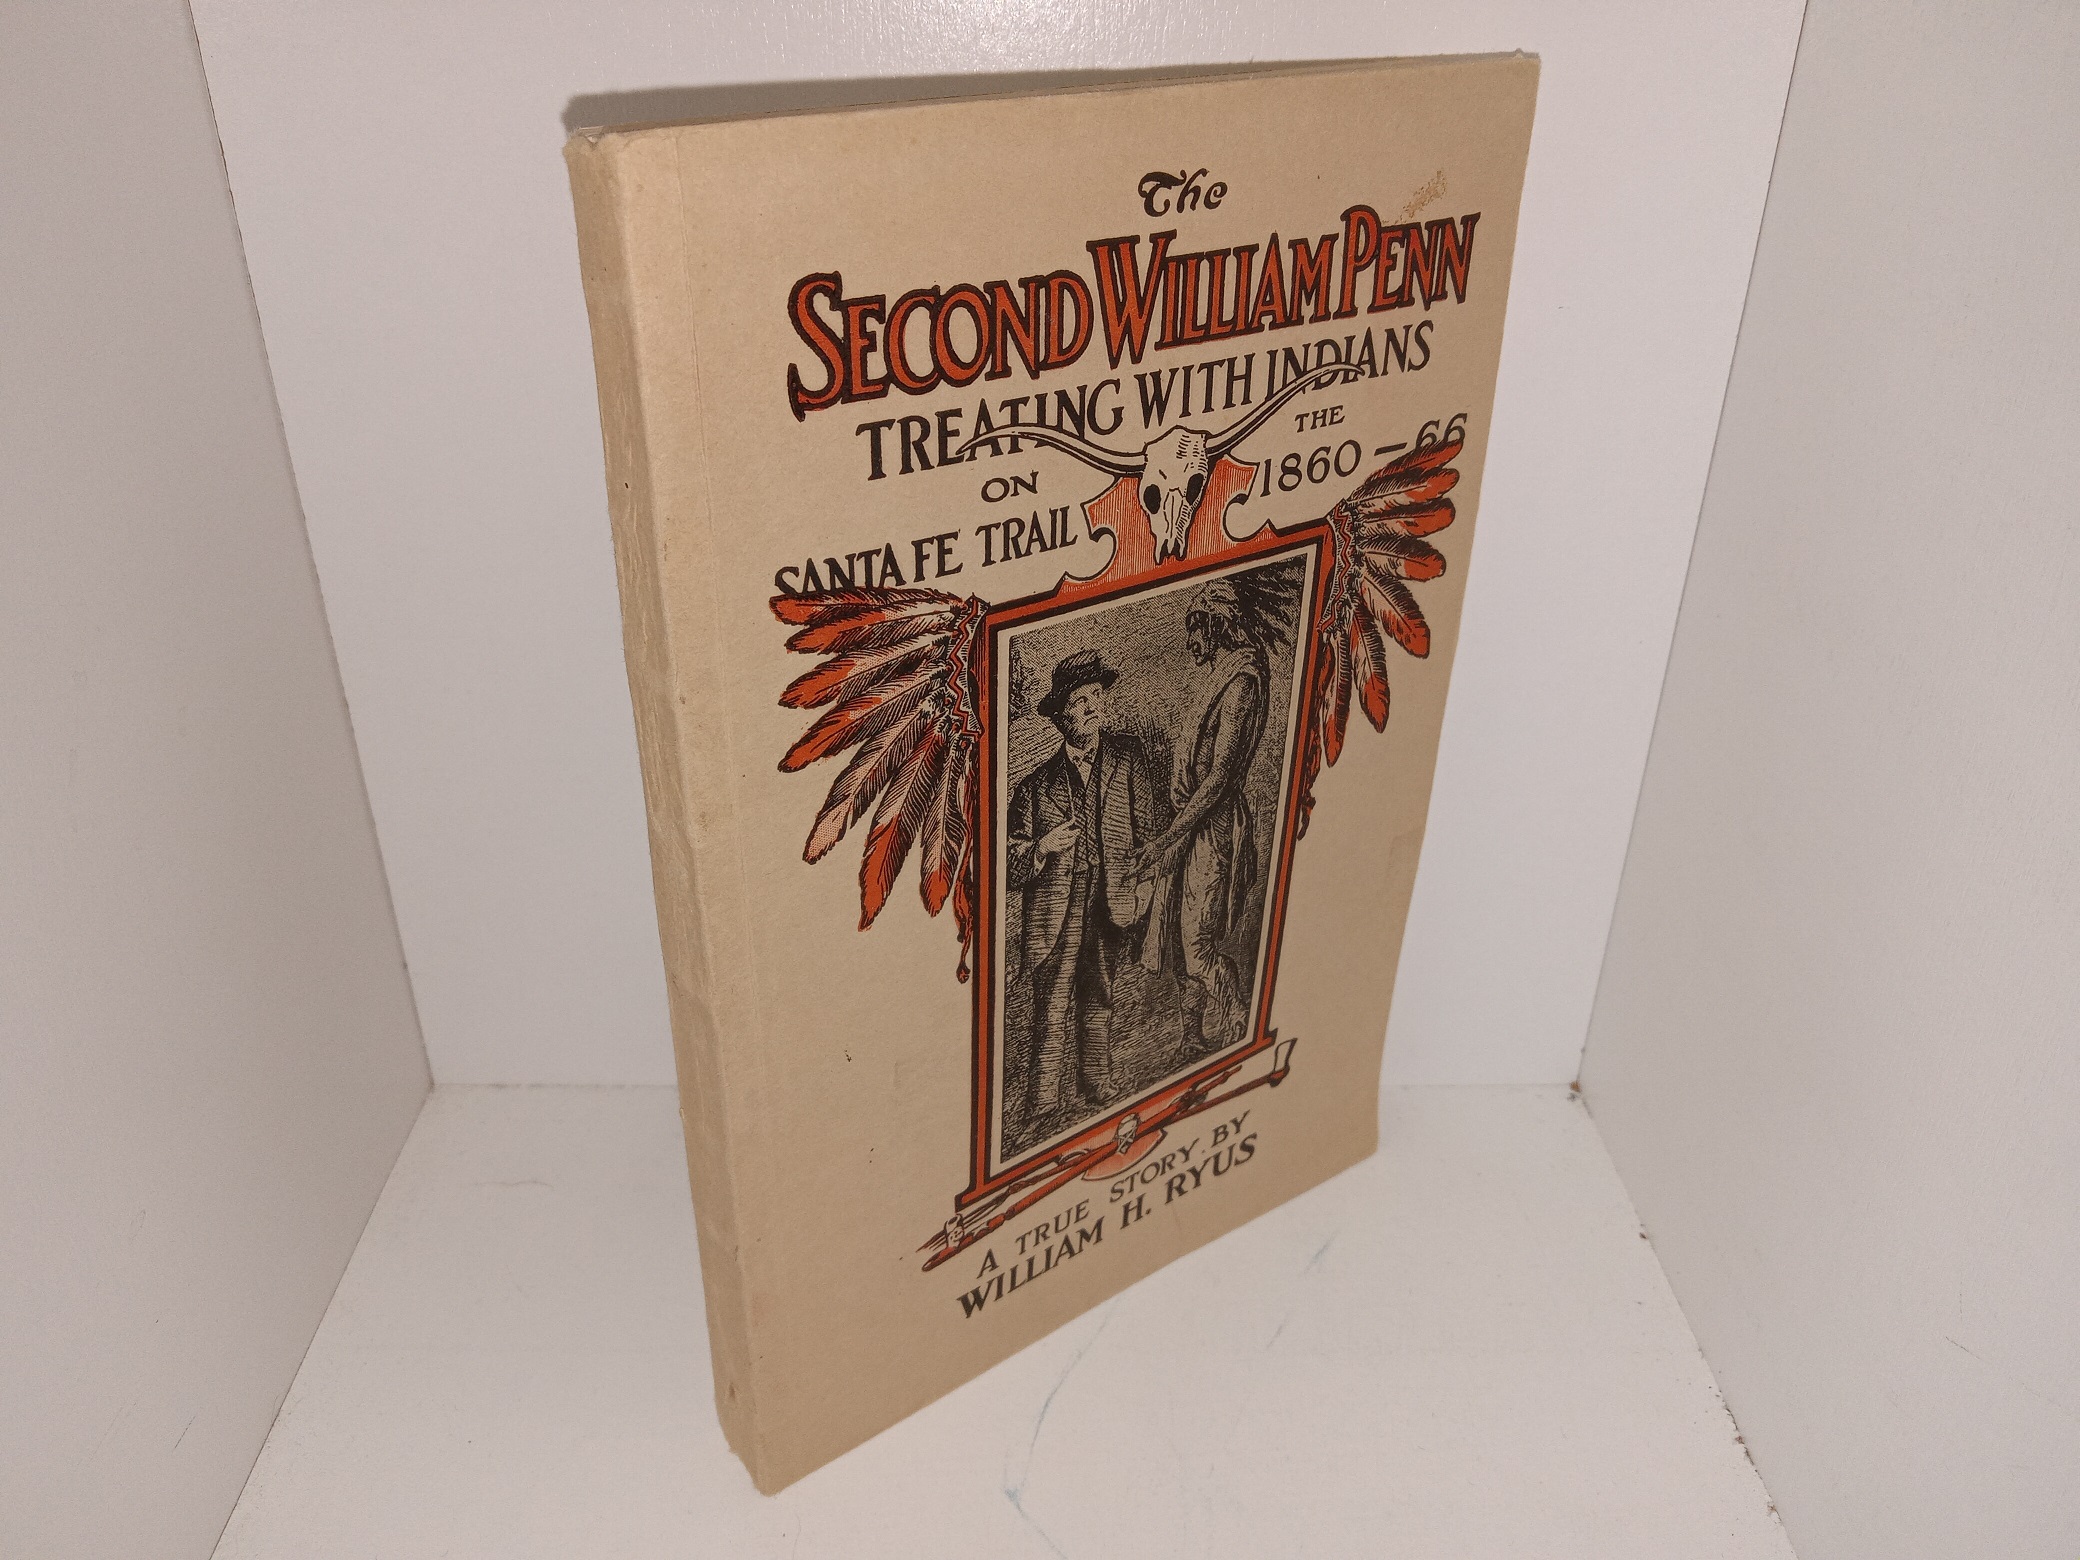 The
SECOND WILLIAM PENN
TREATING WITH INDIANS
ON THE
SANTA FE TRAIL 1860-66
A TRUE STORY BY
WILLIAM H. RYUS